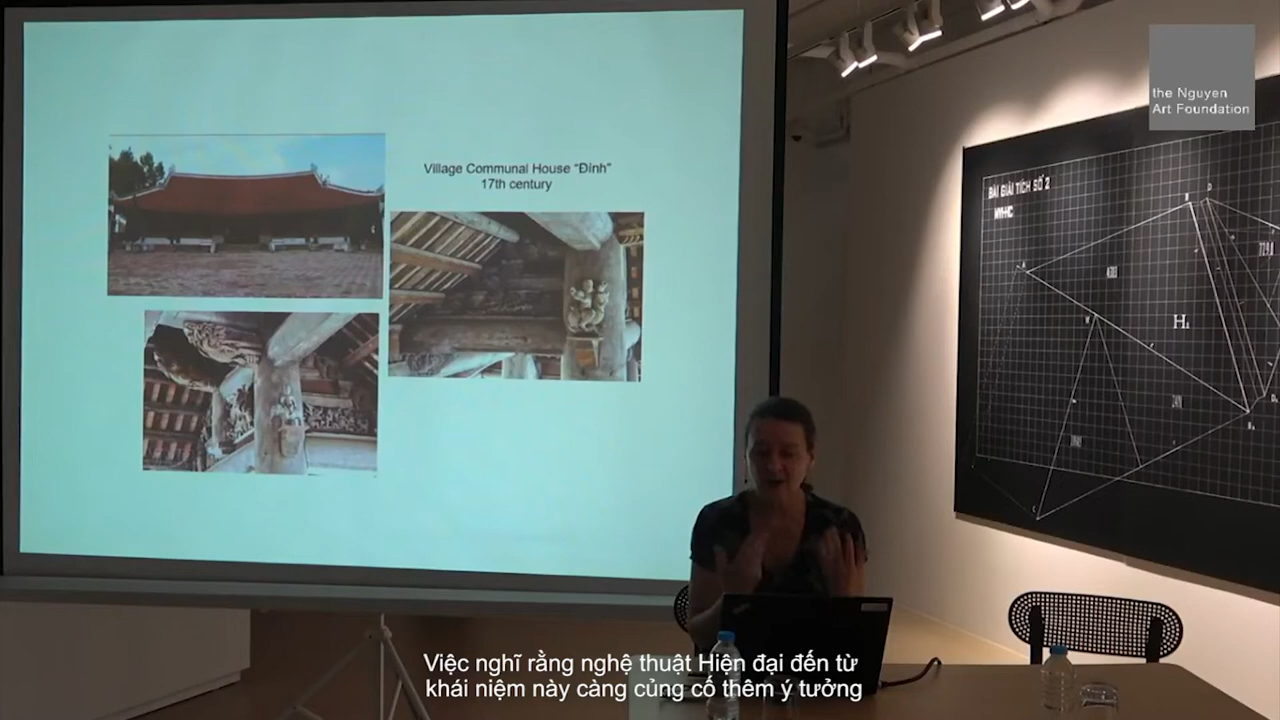 the Nguyen
Art Foundation
Village Communal House “Đình”
17th century
BÀI GIẢI TÍCH SỐ 2
H₁
Việc nghĩ rằng nghệ thuật Hiện đại đến từ
khái niệm này càng củng cố thêm ý tưởng